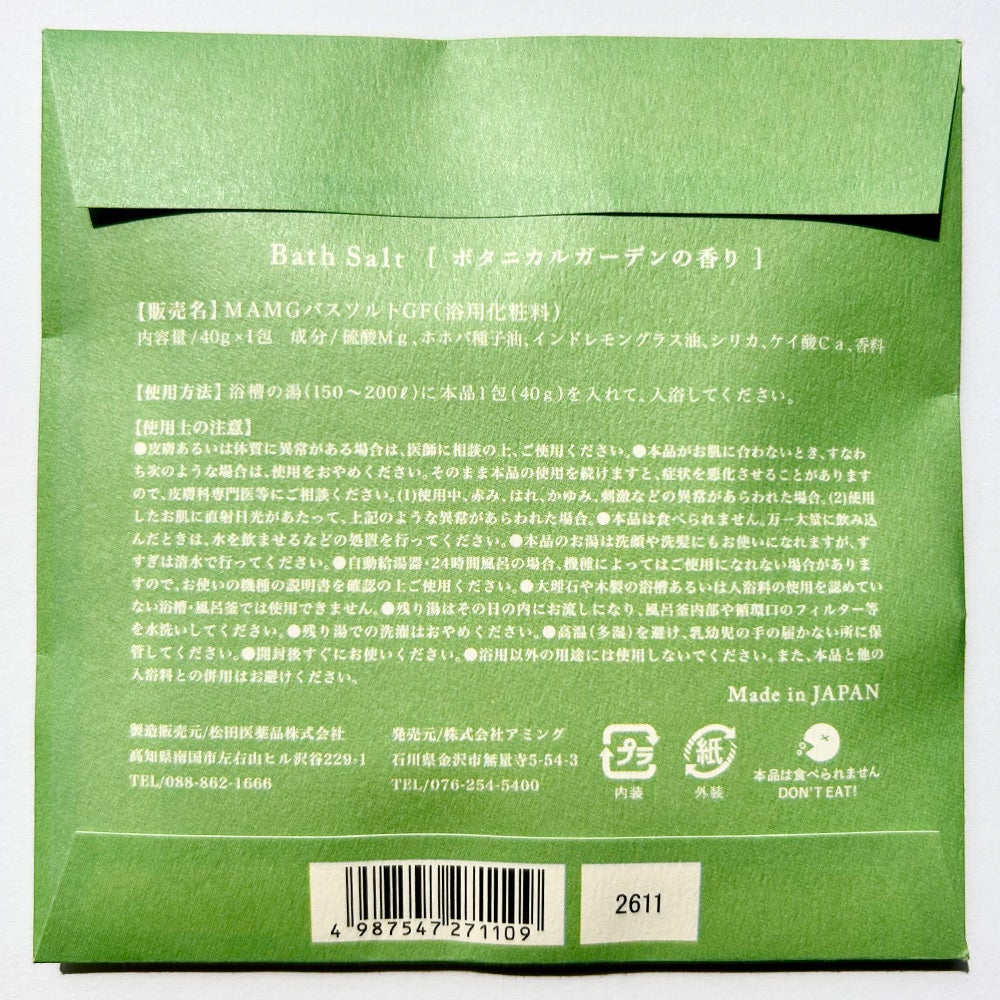 Bath Salt [ ボタニカルガーデンの香り ]
【販売名】MAMGバスソルトGF(浴用化粧料)
内容量/40g×1包 成分/硫酸Mg、ホホバ種子油、インドレモングラス油、シリカ、ケイ酸Ca、香料
【使用方法】浴槽の湯(150～200ℓ)に本品1包(40g)を入れて、入浴してください。
【使用上の注意】
●皮膚あるいは体質に異常がある場合は、医師に相談の上、ご使用ください。●本品がお肌に合わないとき、すなわ
ち次のような場合は、使用をおやめください。そのまま本品の使用を続けますと、症状を悪化させることがあります
ので、皮膚科専門医等にご相談ください。(1)使用中、赤み、はれ、かゆみ、刺激などの異常があらわれた場合。(2)使用
したお肌に直射日光があたって、上記のような異常があらわれた場合。●本品は食べられません。万一大量に飲み込
んだときは、水を飲ませるなどの処置を行ってください。●本品のお湯は洗顔や洗髪にもお使いになれますが、す
すぎは清水で行ってください。●自動給湯器・24時間風呂の場合、機種によってはご使用になれない場合がありま
すので、お使いの機種の説明書を確認の上ご使用ください。●大理石や木製の浴槽あるいは入浴料の使用を認めてい
ない浴槽・風呂釜では使用できません。●残り湯はその日の内にお流しになり、風呂釜内部や循環口のフィルター等
を水洗いしてください。●残り湯での洗濯はおやめください。●高温(多湿)を避け、乳幼児の手の届かない所に保
管してください。●開封後すぐにお使いください。●浴用以外の用途には使用しないでください。また、本品と他の
入浴料との併用はお避けください。
Made in JAPAN
製造販売元/松田医薬品株式会社
高知県南国市左右山ヒル沢谷229-1
TEL/088-862-1666
発売元/株式会社アミング
石川県金沢市無量寺5-54-3
TEL/076-254-5400
プラ
内装
紙
外装
本品は食べられません
DON'T EAT!
4 987547 271109
2611